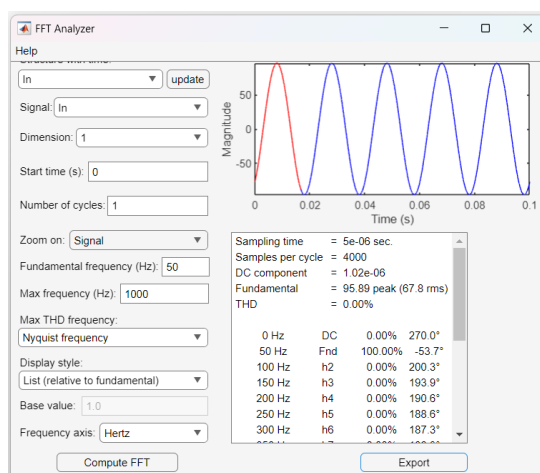 FFT Analyzer
Help
Structure with time:
In
update
Signal: In
Dimension: 1
Start time (s): 0
Number of cycles: 1
Zoom on: Signal
Fundamental frequency (Hz): 50
Max frequency (Hz): 1000
Max THD frequency:
Nyquist frequency
Display style:
List (relative to fundamental)
Base value: 1.0
Frequency axis: Hertz
Compute FFT
Magnitude
50
0
-50
0 0.02 0.04 0.06 0.08 0.1
Time (s)
Sampling time = 5e-06 sec.
Samples per cycle = 4000
DC component = 1.02e-06
Fundamental = 95.89 peak (67.8 rms)
THD = 0.00%
0 Hz DC 0.00% 270.0°
50 Hz Fnd 100.00% -53.7°
100 Hz h2 0.00% 200.3°
150 Hz h3 0.00% 193.9°
200 Hz h4 0.00% 190.6°
250 Hz h5 0.00% 188.6°
300 Hz h6 0.00% 187.3°
Export